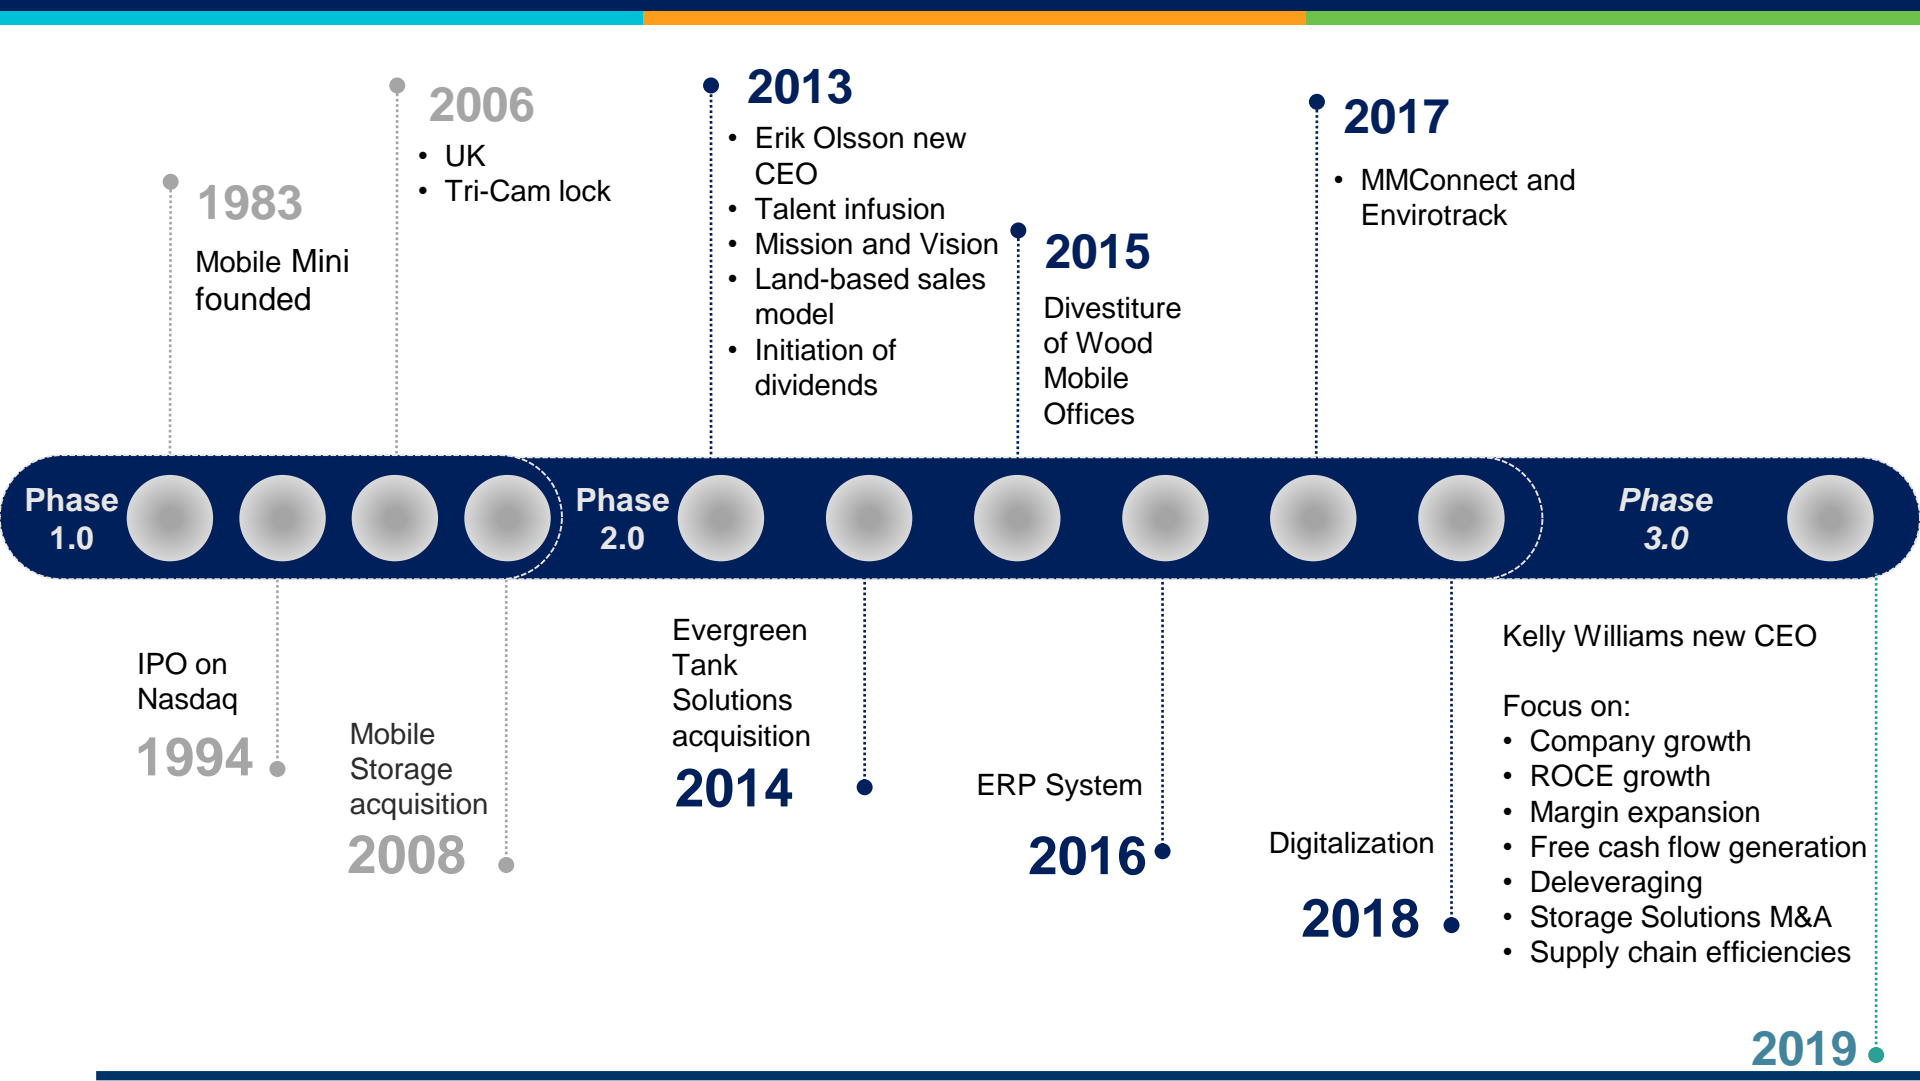 1983
Mobile Mini
founded
2006
• UK
• Tri-Cam lock
2013
• Erik Olsson new
CEO
• Talent infusion
• Mission and Vision
• Land-based sales
model
• Initiation of
dividends
2015
Divestiture
of Wood
Mobile
Offices
2017
• MMConnect and
Envirotrack
Phase
1.0
Phase
2.0
Phase
3.0
IPO on
Nasdaq
1994
Mobile
Storage
acquisition
2008
Evergreen
Tank
Solutions
acquisition
2014
ERP System
2016
Digitalization
2018
Kelly Williams new CEO
Focus on:
• Company growth
• ROCE growth
• Margin expansion
• Free cash flow generation
• Deleveraging
• Storage Solutions M&A
• Supply chain efficiencies
2019